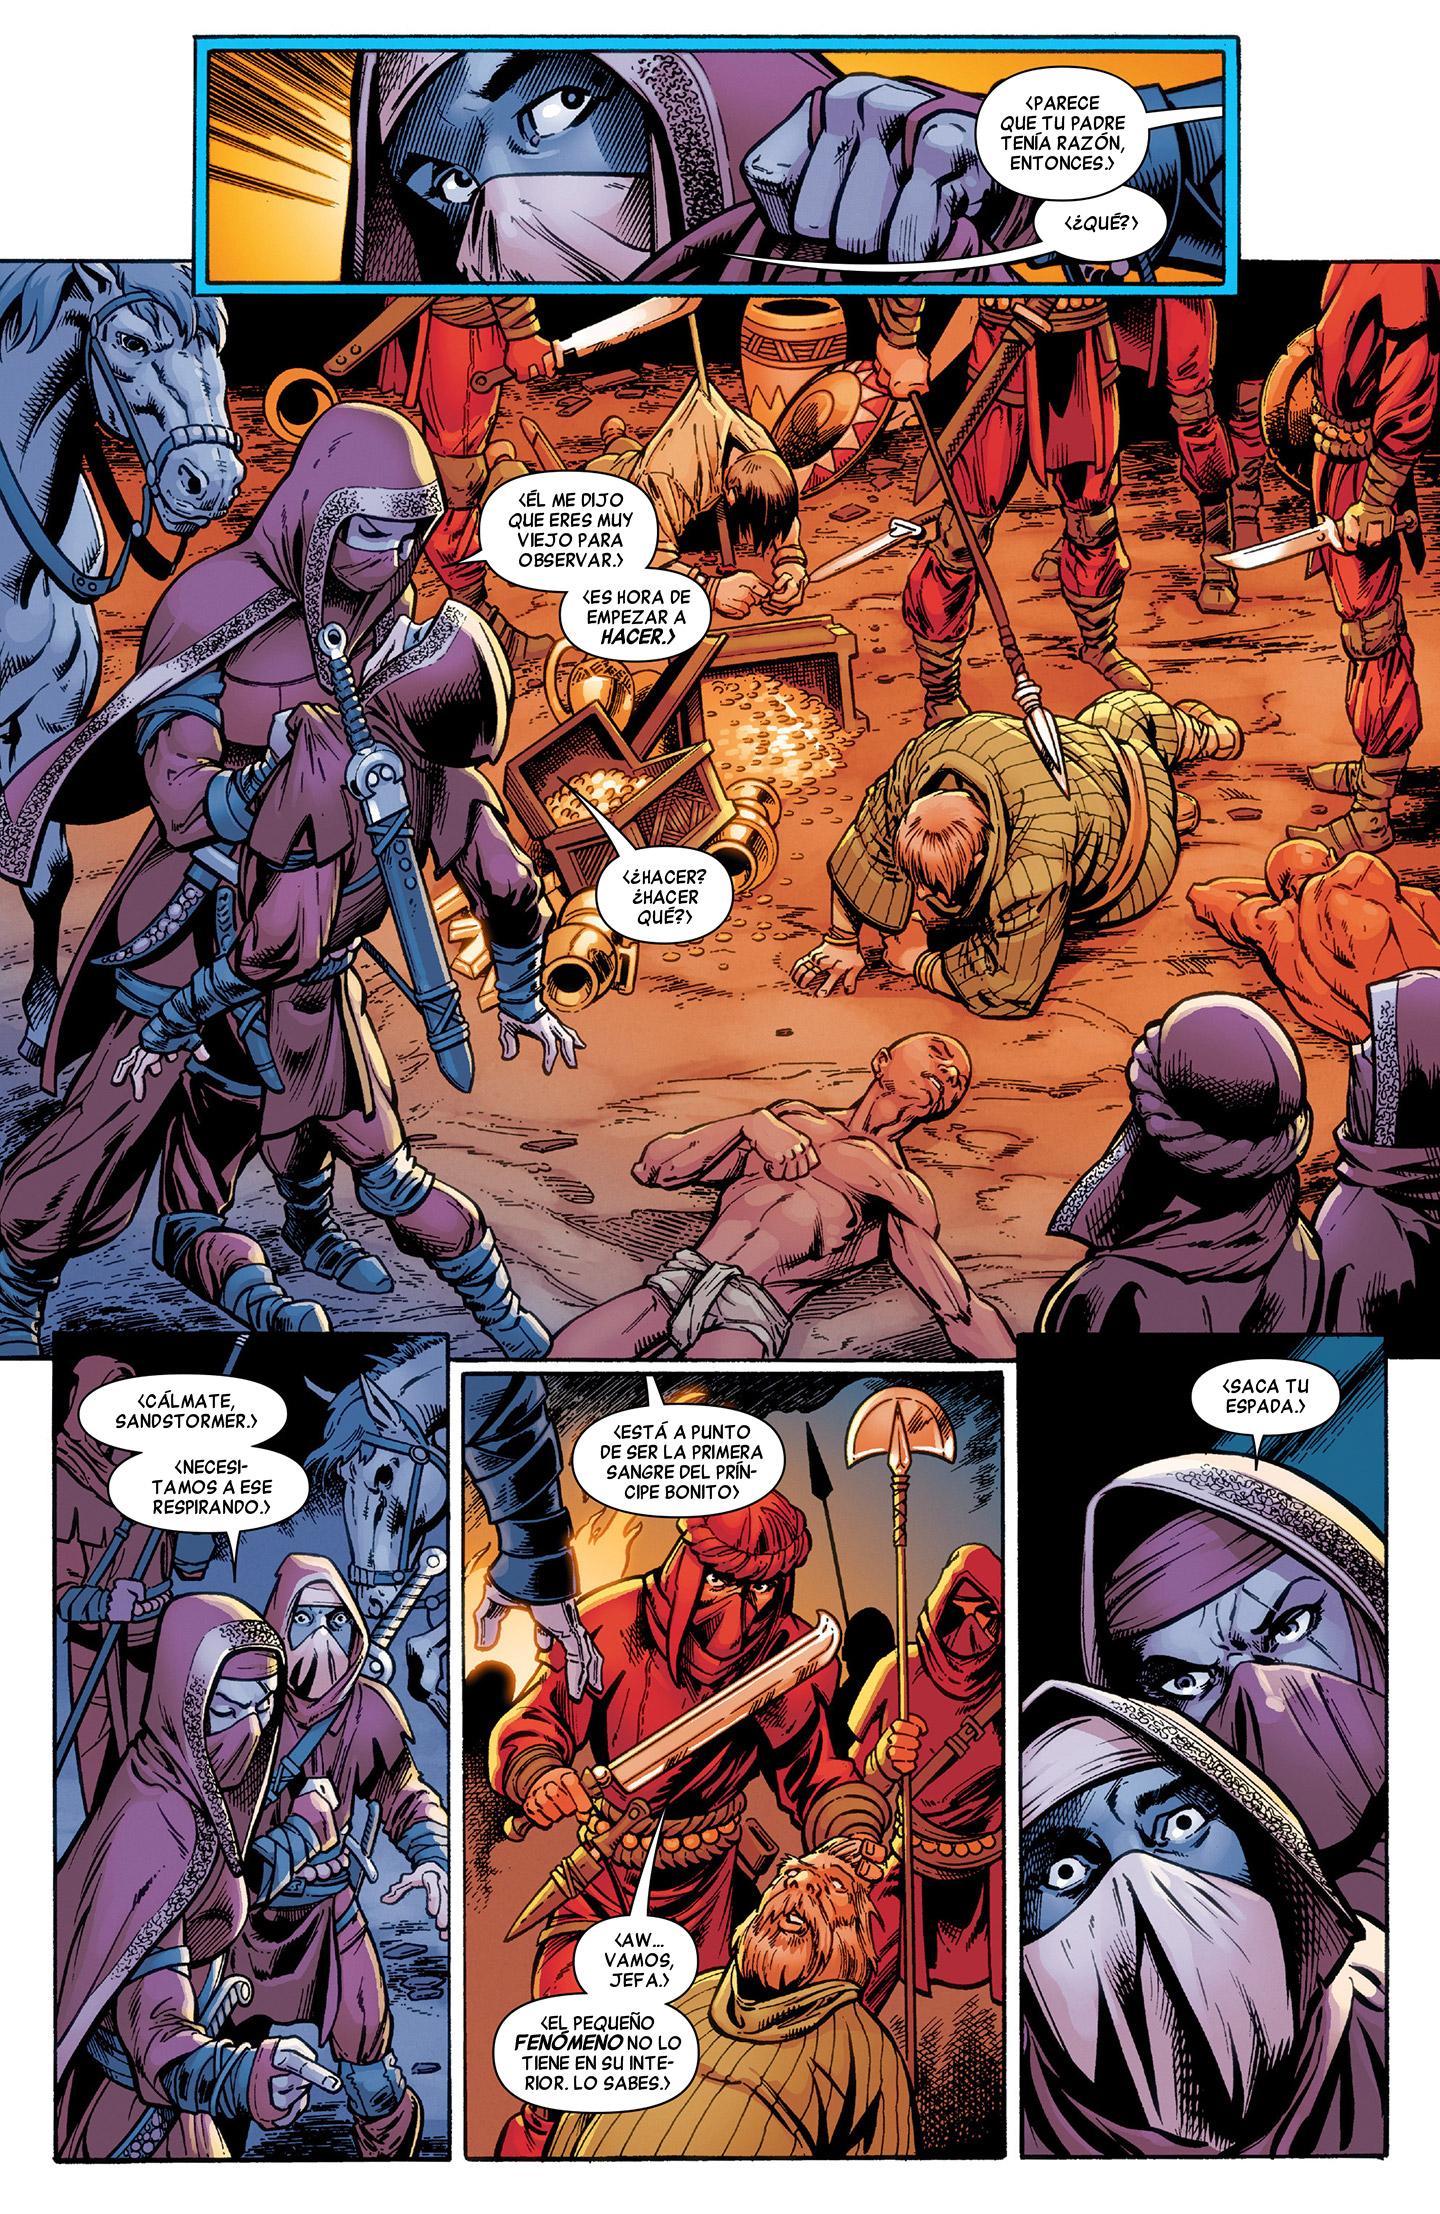 <PARECE
QUE TU PADRE
TENÍA RAZÓN,
ENTONCES.>
<¿QUÉ?>
<ÉL ME DIJO
QUE ERES MUY
VIEJO PARA
OBSERVAR.>
<ES HORA DE
EMPEZAR A
HACER.>
<¿HACER?
¿HACER
QUÉ?>
<CÁLMATE,
SANDSTORMER.>
<NECESI-
TAMOS A ESE
RESPIRANDO.>
<ESTÁ A PUNTO
DE SER LA PRIMERA
SANGRE DEL PRÍN-
CIPE BONITO>
<AW...
VAMOS,
JEFA.>
<EL PEQUEÑO
FENÓMENO NO LO
TIENE EN SU INTE-
RIOR. LO SABES.>
<SACA TU
ESPADA.>